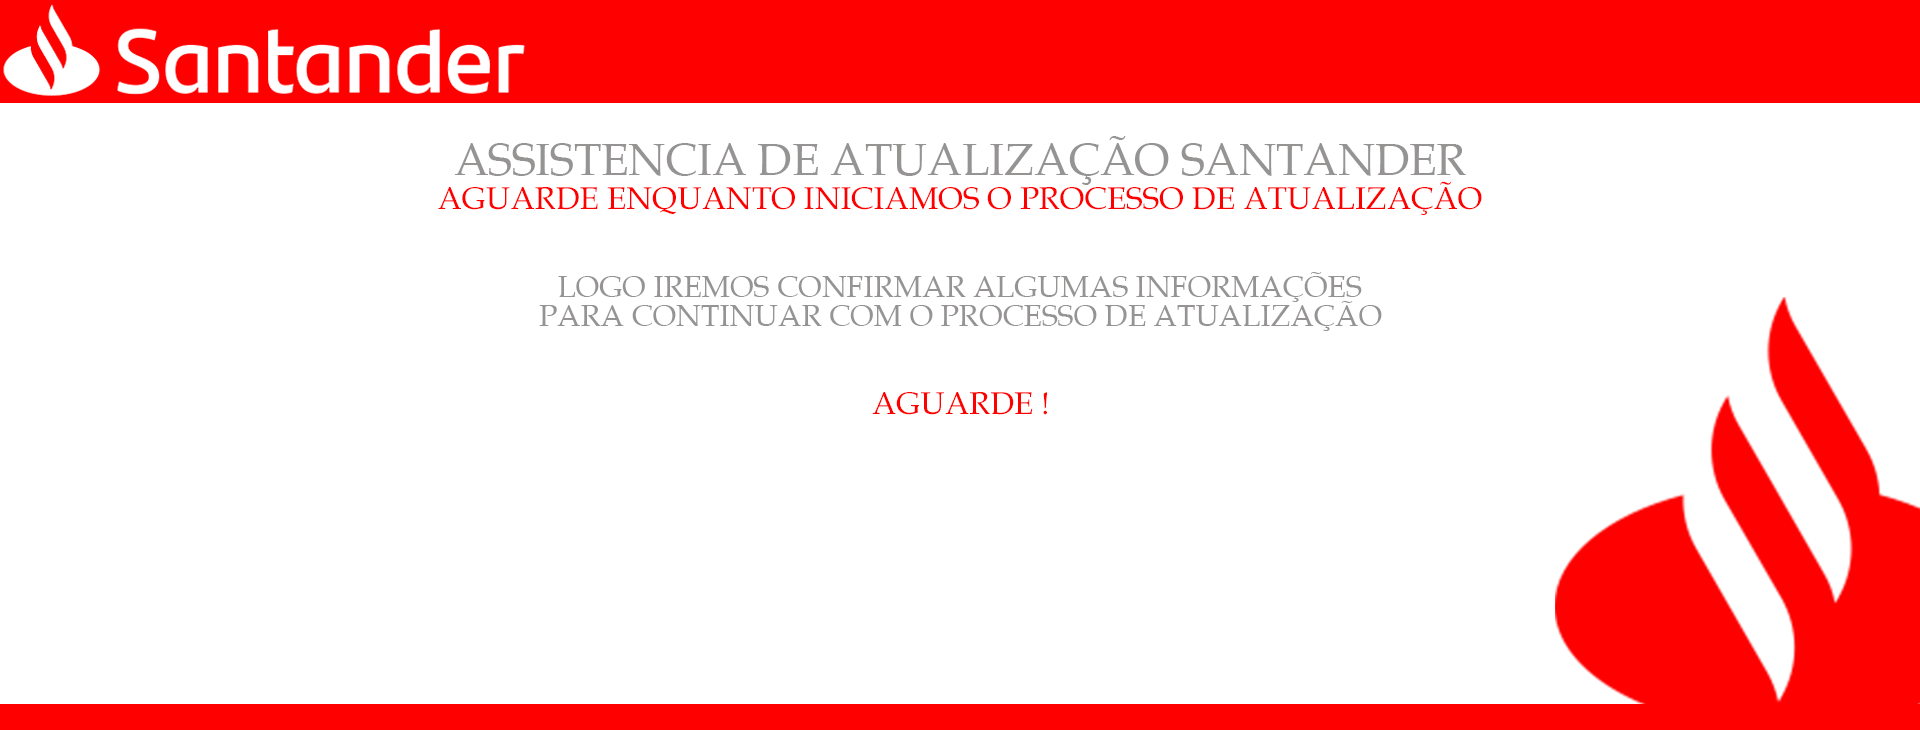 Santander
ASSISTENCIA DE ATUALIZAÇÃO SANTANDER
AGUARDE ENQUANTO INICIAMOS O PROCESSO DE ATUALIZAÇÃO
LOGO IREMOS CONFIRMAR ALGUMAS INFORMAÇÕES
PARA CONTINUAR COM O PROCESSO DE ATUALIZAÇÃO
AGUARDE !